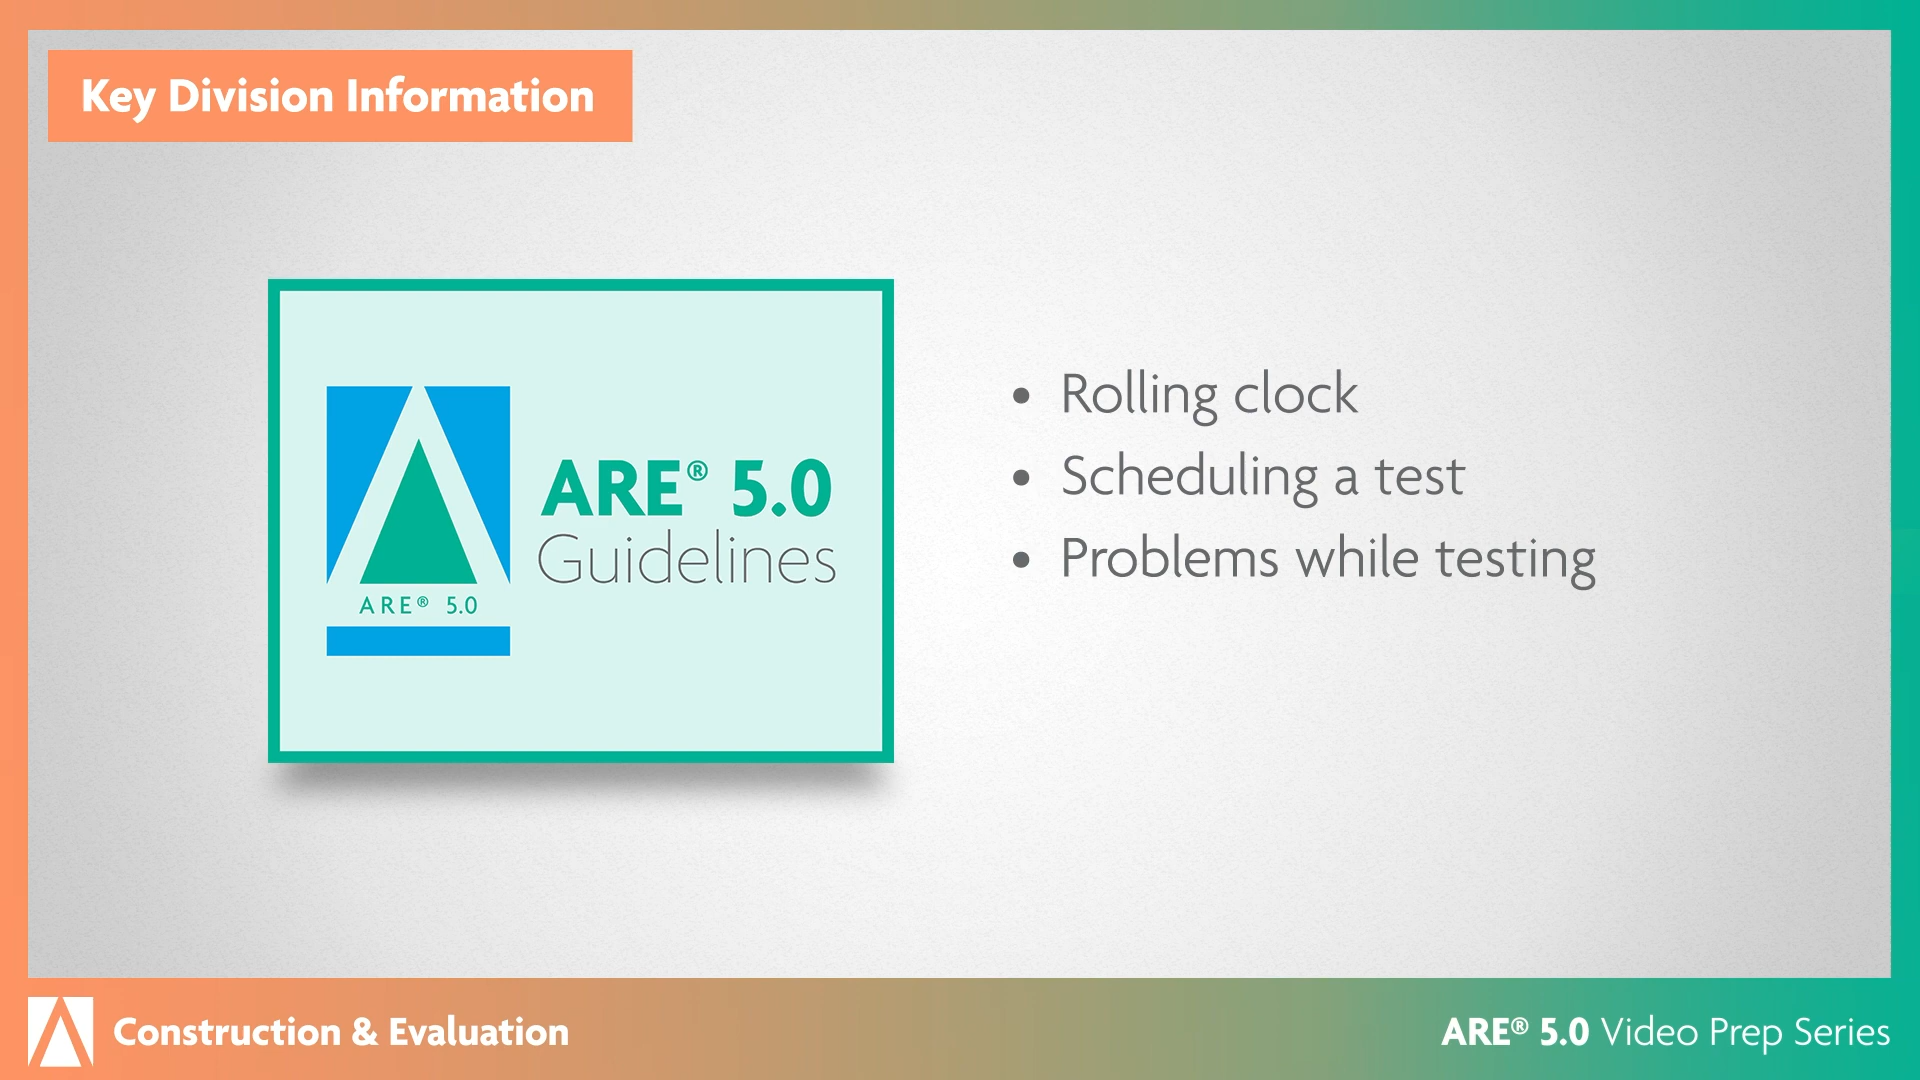 Key Division Information
ARE® 5.0
Guidelines
ARE® 5.0
• Rolling clock
• Scheduling a test
• Problems while testing
Construction & Evaluation
ARE® 5.0 Video Prep Series